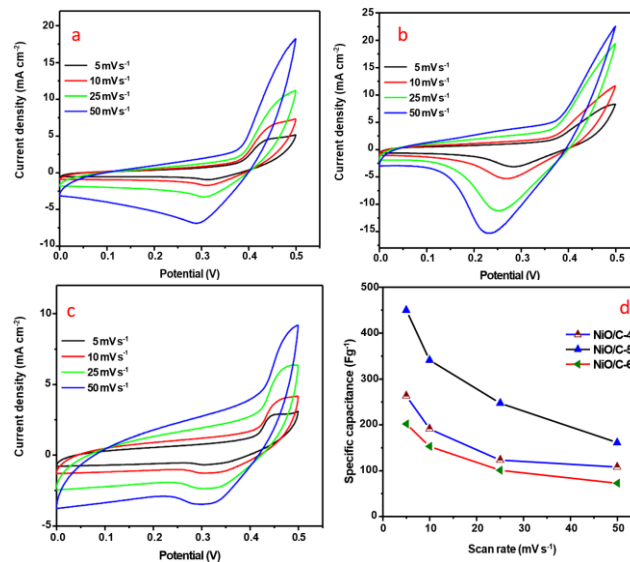 a
5 mVs⁻¹
10 mVs⁻¹
25 mVs⁻¹
50 mVs⁻¹
Current density (mA cm⁻²)
20
15
10
5
0
-5
-10
0.0 0.1 0.2 0.3 0.4 0.5
Potential (V)
b
5 mVs⁻¹
10 mVs⁻¹
25 mVs⁻¹
50 mVs⁻¹
Current density (mA cm⁻²)
25
20
15
10
5
0
-5
-10
-15
0.0 0.1 0.2 0.3 0.4 0.5
Potential (V)
c
5 mVs⁻¹
10 mVs⁻¹
25 mVs⁻¹
50 mVs⁻¹
Current density (mA cm⁻²)
10
5
0
-5
0.0 0.1 0.2 0.3 0.4 0.5
Potential (V)
d
NiO/C-4
NiO/C-5
NiO/C-6
Specific capacitance (Fg⁻¹)
500
400
300
200
100
0
0 10 20 30 40 50
Scan rate (mV s⁻¹)